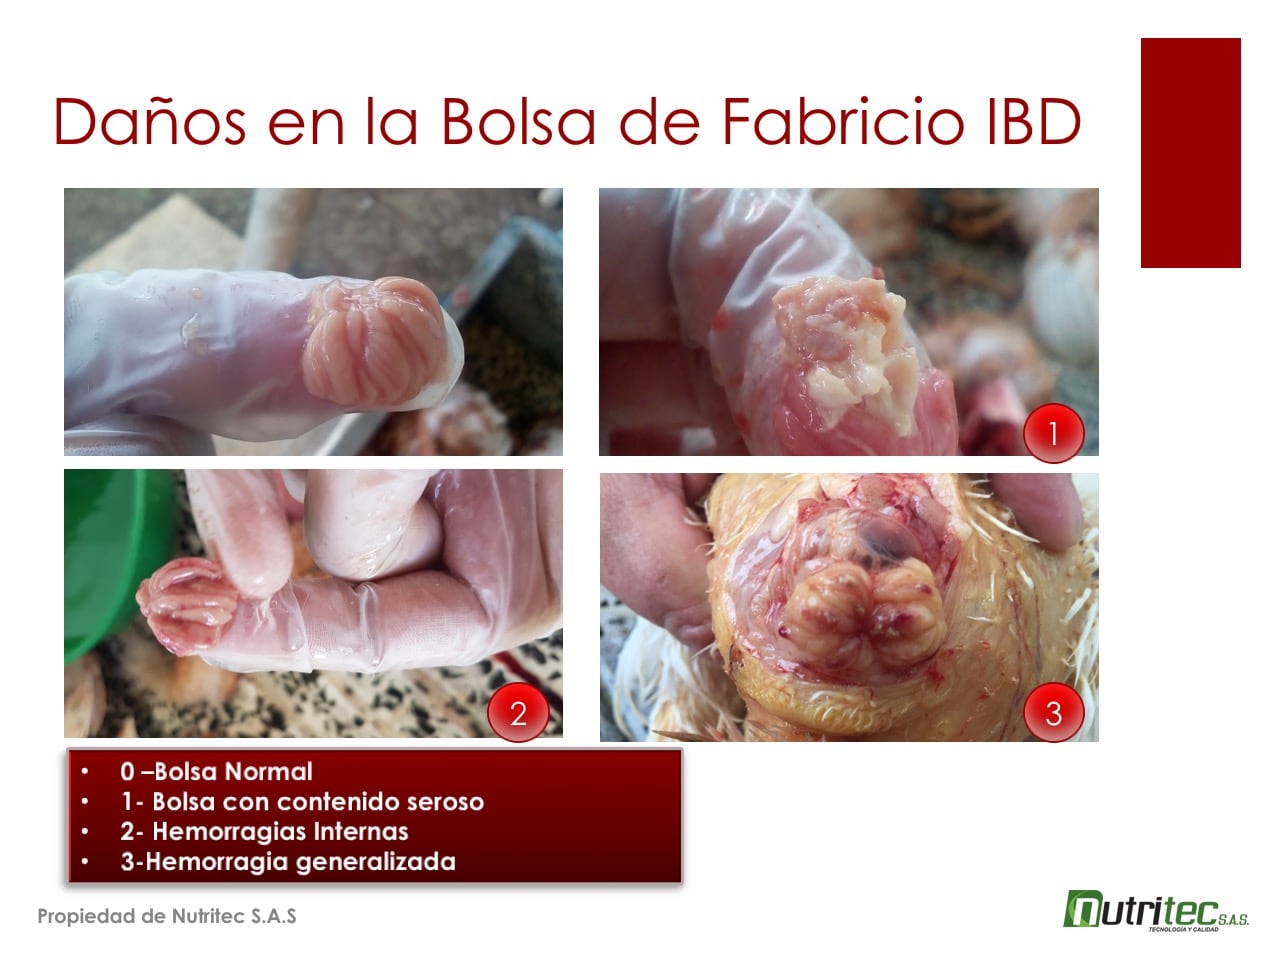 Daños en la Bolsa de Fabricio IBD
1
2
3
• 0 –Bolsa Normal
• 1- Bolsa con contenido seroso
• 2- Hemorragias Internas
• 3-Hemorragia generalizada
Propiedad de Nutritec S.A.S
nutritec S.A.S.
TECNOLOGÍA Y CALIDAD